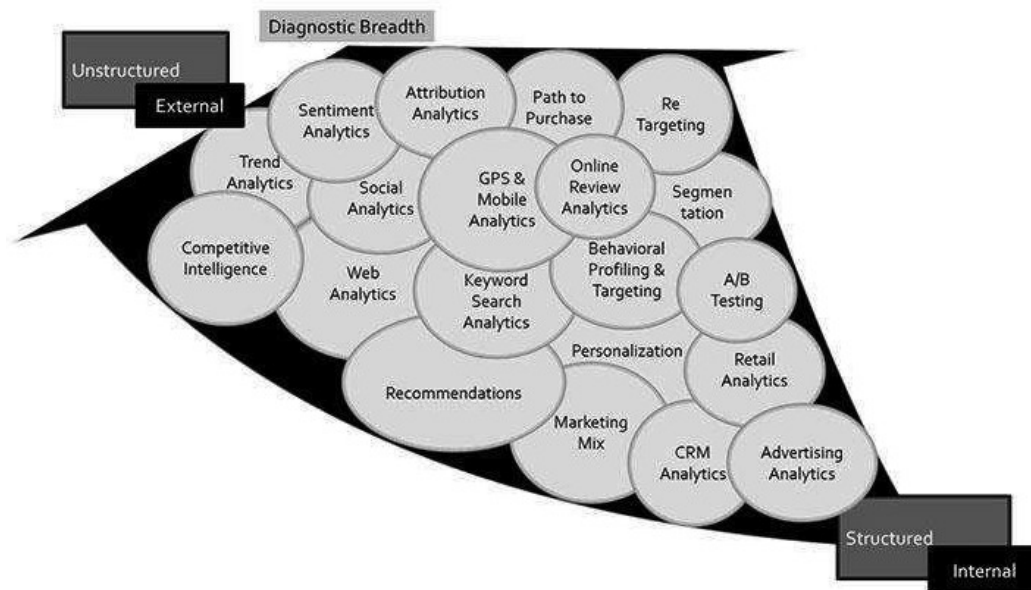 Diagnostic Breadth
Unstructured
External
Sentiment
Analytics
Attribution
Analytics
Path to
Purchase
Re
Targeting
Trend
Analytics
Social
Analytics
GPS &
Mobile
Analytics
Online
Review
Analytics
Segmen
tation
Competitive
Intelligence
Web
Analytics
Keyword
Search
Analytics
Behavioral
Profiling &
Targeting
A/B
Testing
Personalization
Retail
Analytics
Recommendations
Marketing
Mix
CRM
Analytics
Advertising
Analytics
Structured
Internal